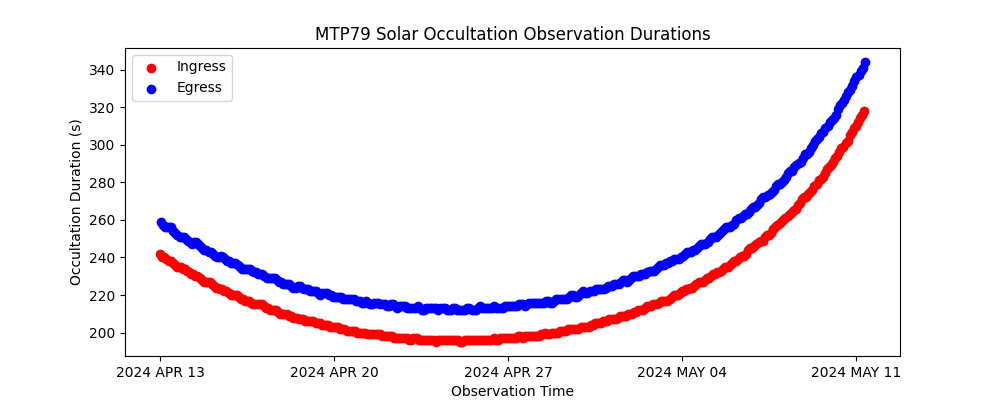 MTP79 Solar Occultation Observation Durations
Ingress
Egress
Occultation Duration (s)
340
320
300
280
260
240
220
200
2024 APR 13
2024 APR 20
2024 APR 27
2024 MAY 04
2024 MAY 11
Observation Time